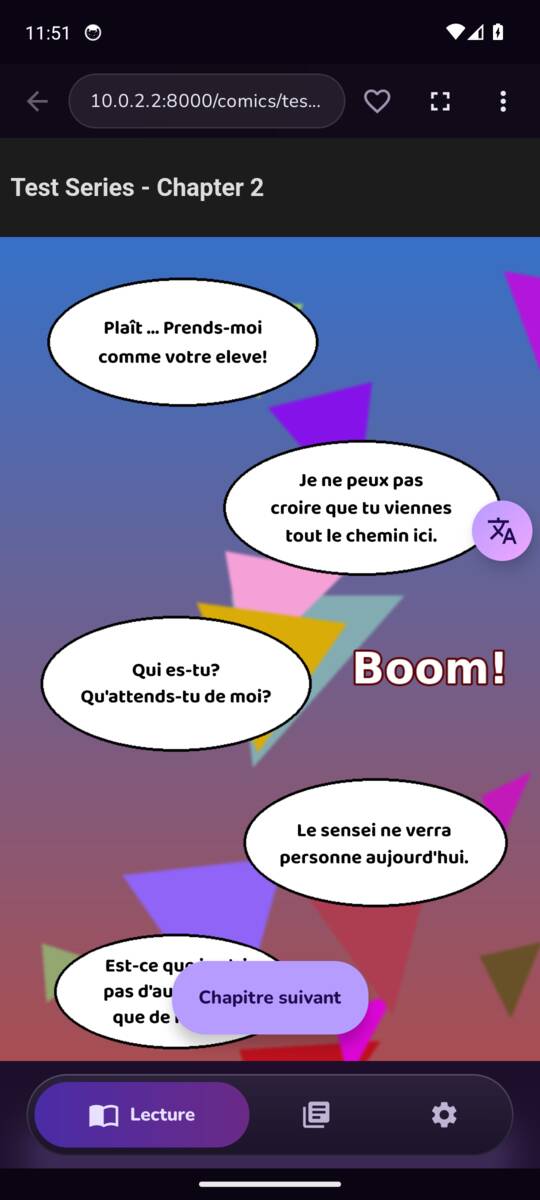 11:51
10.0.2.2:8000/comics/tes...
Test Series - Chapter 2
Plaît ... Prends-moi
comme votre eleve!
Je ne peux pas
croire que tu viennes
tout le chemin ici.
Qui es-tu?
Qu'attends-tu de moi?
Boom!
Le sensei ne verra
personne aujourd'hui.
Est-ce que
pas
que de
Chapitre suivant
Lecture